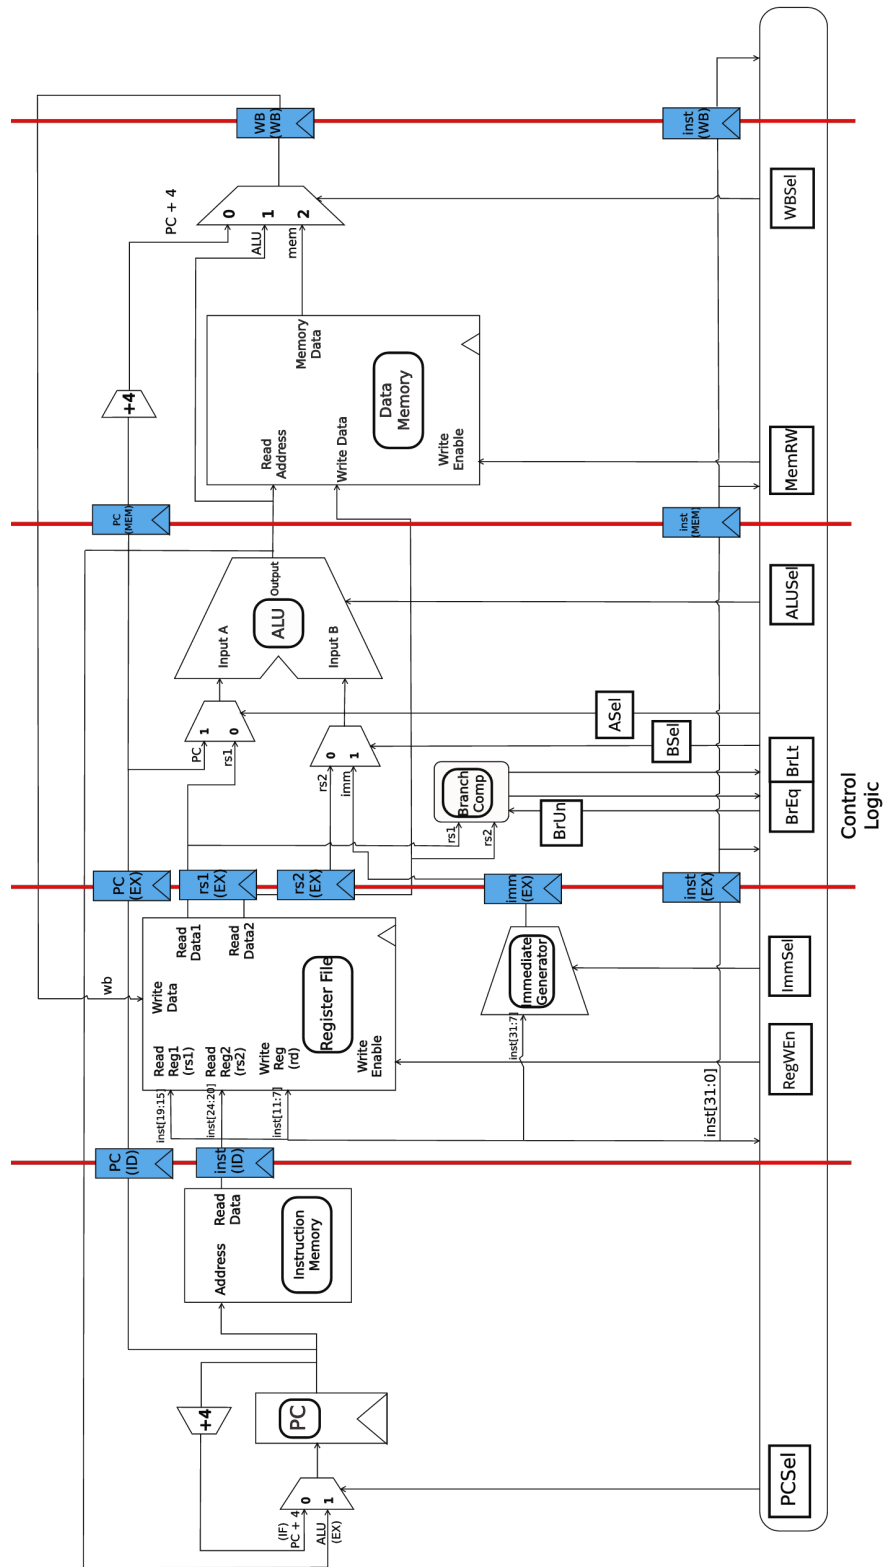 PC + 4
(IF)
ALU
(EX)
0
1
+4
PC
PCSel
Address
Read
Data
Instruction
Memory
PC
(ID)
inst
(ID)
inst[19:15]
inst[24:20]
inst[11:7]
inst[31:7]
inst[31:0]
wb
Write
Data
Read
Reg1
(rs1)
Read
Reg2
(rs2)
Write
Reg
(rd)
Write
Enable
Register File
Read
Data1
Read
Data2
Immediate
Generator
RegWEn
ImmSel
PC
(EX)
rs1
(EX)
rs2
(EX)
imm
(EX)
inst
(EX)
PC
rs1
1
0
rs2
imm
0
1
rs1
rs2
Branch
Comp
BrUn
BrEq
BrLt
BSel
ASel
Control
Logic
Input A
Input B
ALU
Output
ALUSel
PC
(MEM)
inst
(MEM)
+4
Read
Address
Write Data
Write
Enable
Data
Memory
Memory
Data
MemRW
PC + 4
ALU
mem
0
1
2
WBSel
WB
(WB)
inst
(WB)